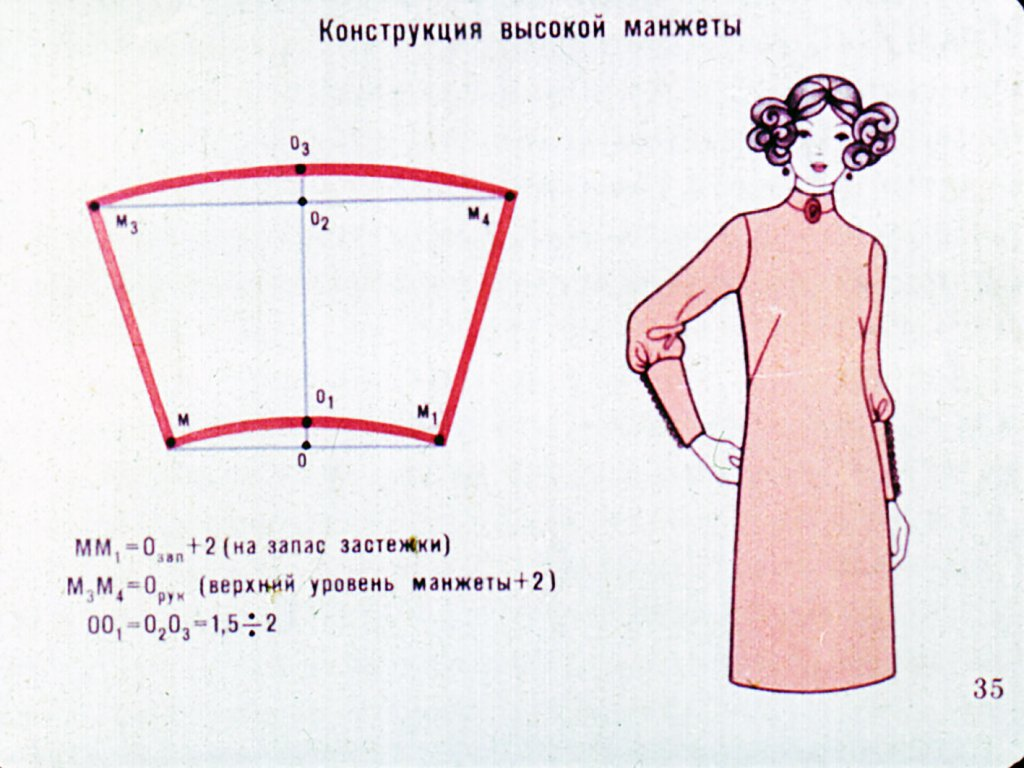 Конструкция высокой манжеты
О₃
М₃ О₂ М₄
М О₁ М₁
О
ММ₁=Озап+2 (на запас застежки)
М₃М₄=Орук (верхний уровень манжеты+2)
ОО₁=О₂О₃=1,5÷2
35